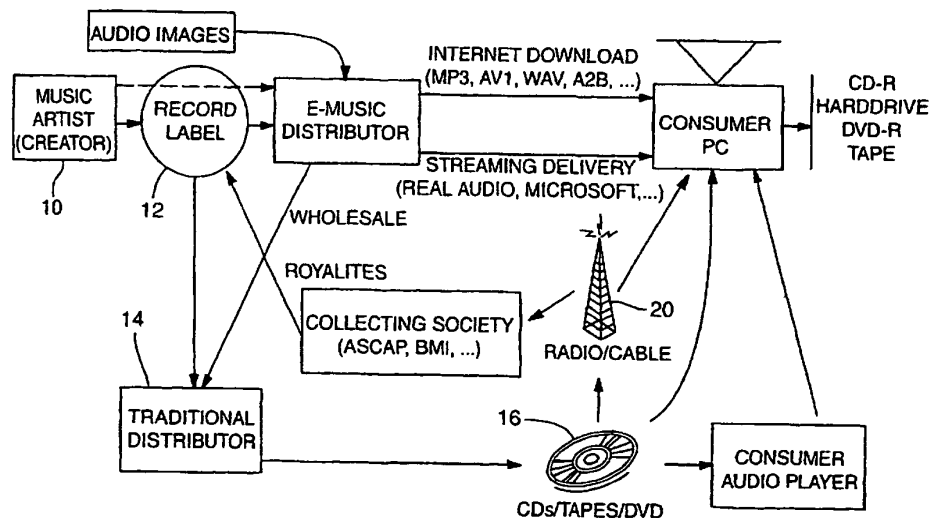 AUDIO IMAGES
MUSIC
ARTIST
(CREATOR)
10
RECORD
LABEL
12
E-MUSIC
DISTRIBUTOR
INTERNET DOWNLOAD
(MP3, AV1, WAV, A2B, ...)
STREAMING DELIVERY
(REAL AUDIO, MICROSOFT,...)
CONSUMER
PC
CD-R
HARDDRIVE
DVD-R
TAPE
WHOLESALE
ROYALITES
COLLECTING SOCIETY
(ASCAP, BMI, ...)
20
RADIO/CABLE
14
TRADITIONAL
DISTRIBUTOR
16
CDs/TAPES/DVD
CONSUMER
AUDIO PLAYER